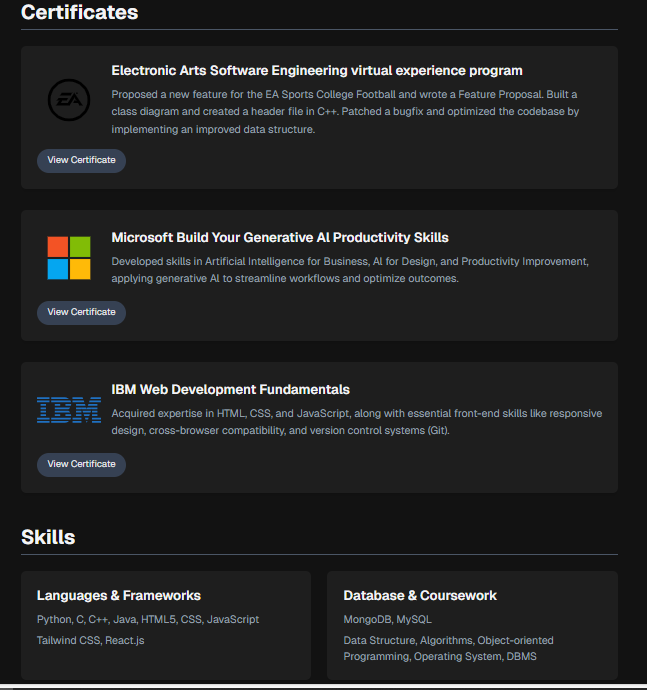 Certificates
Electronic Arts Software Engineering virtual experience program
EA
Proposed a new feature for the EA Sports College Football and wrote a Feature Proposal. Built a
class diagram and created a header file in C++. Patched a bugfix and optimized the codebase by
implementing an improved data structure.
View Certificate
Microsoft Build Your Generative AI Productivity Skills
Developed skills in Artificial Intelligence for Business, AI for Design, and Productivity Improvement,
applying generative AI to streamline workflows and optimize outcomes.
View Certificate
IBM Web Development Fundamentals
IBM
Acquired expertise in HTML, CSS, and JavaScript, along with essential front-end skills like responsive
design, cross-browser compatibility, and version control systems (Git).
View Certificate
Skills
Languages & Frameworks
Python, C, C++, Java, HTML5, CSS, JavaScript
Tailwind CSS, React.js
Database & Coursework
MongoDB, MySQL
Data Structure, Algorithms, Object-oriented
Programming, Operating System, DBMS